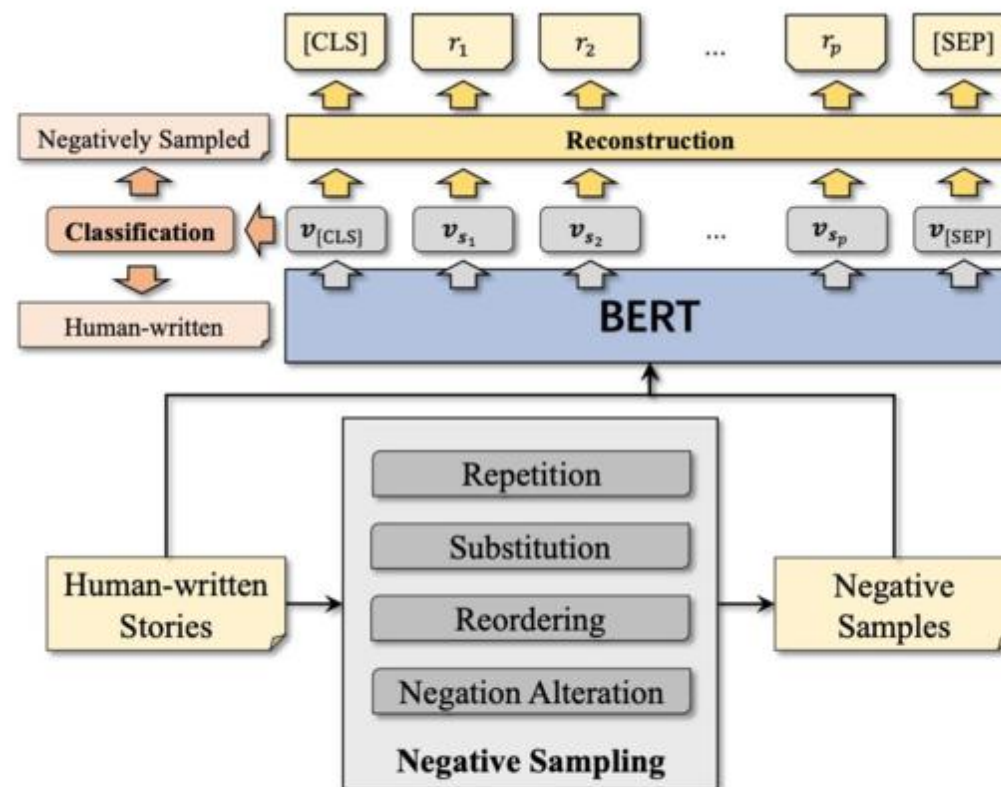 [CLS] r₁ r₂ ... rₚ [SEP]
Negatively Sampled
Reconstruction
Classification
v[CLS] vs₁ vs₂ ... vsₚ v[SEP]
Human-written
BERT
Repetition
Substitution
Human-written
Stories
Reordering
Negative
Samples
Negation Alteration
Negative Sampling